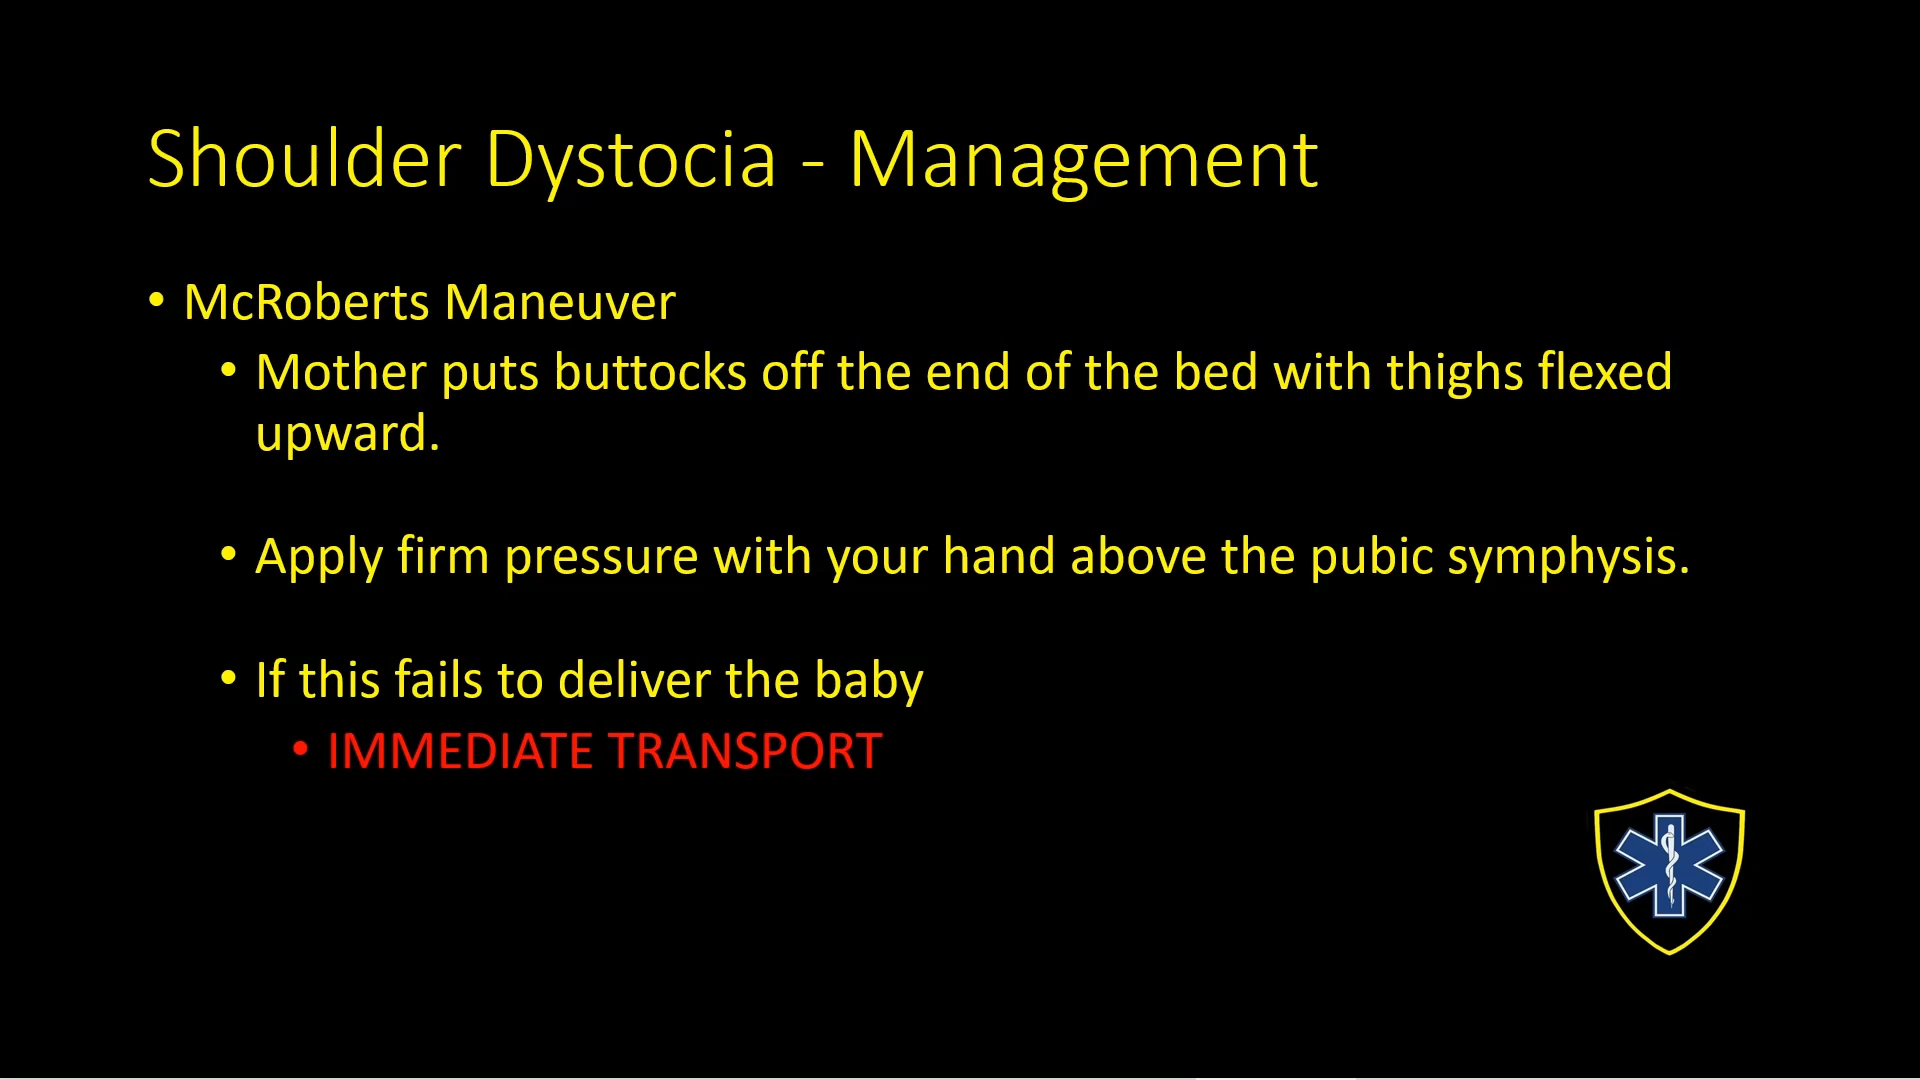 Shoulder Dystocia - Management
• McRoberts Maneuver
• Mother puts buttocks off the end of the bed with thighs flexed
upward.
• Apply firm pressure with your hand above the pubic symphysis.
• If this fails to deliver the baby
• IMMEDIATE TRANSPORT